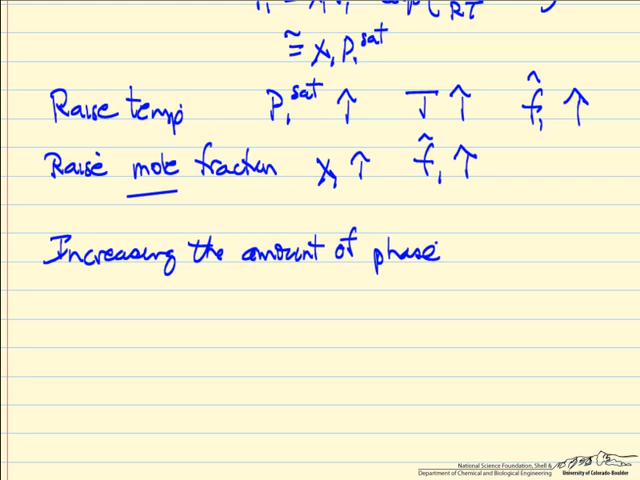 ≅ x₁ P₁ˢᵃᵗ
Raise temp P₁ˢᵃᵗ ↑ T ↑ f̂₁ ↑
Raise mole fraction x₁ ↑ f̂₁ ↑
Increasing the amount of phase
National Science Foundation, Shell &
Department of Chemical and Biological Engineering
University of Colorado-Boulder